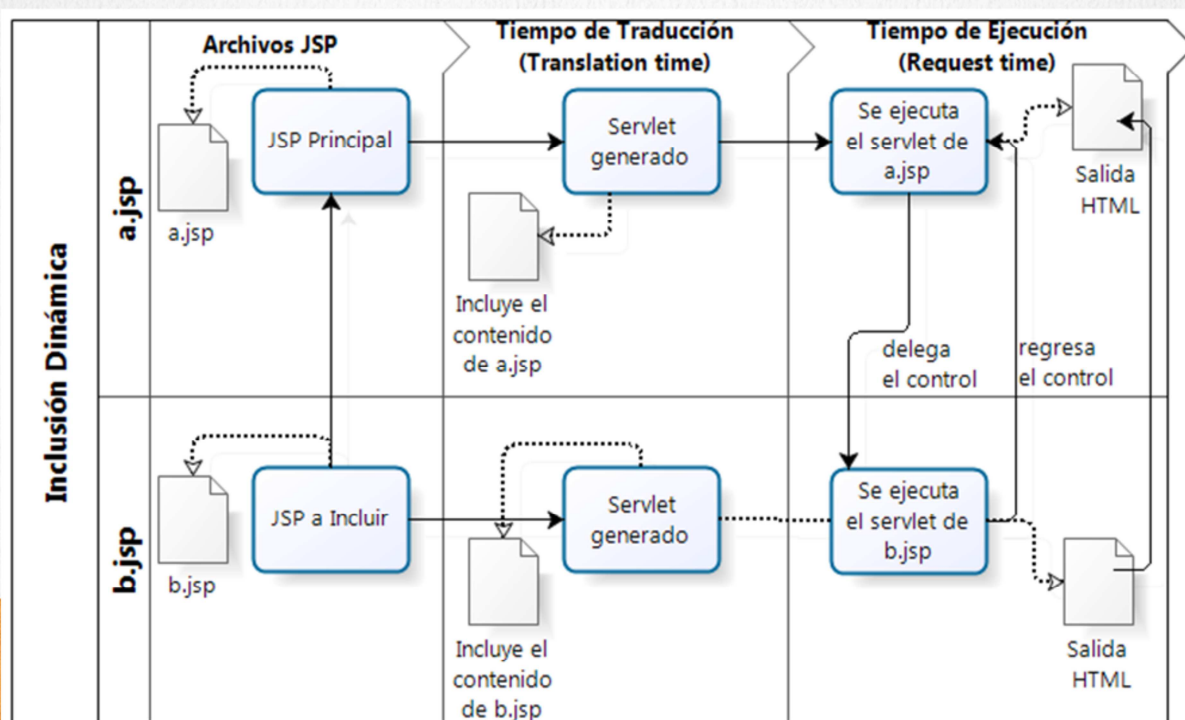 Inclusión Dinámica
Archivos JSP
Tiempo de Traducción
(Translation time)
Tiempo de Ejecución
(Request time)
a.jsp
a.jsp
JSP Principal
Servlet
generado
Incluye el
contenido
de a.jsp
Se ejecuta
el servlet de
a.jsp
Salida
HTML
delega
el control
regresa
el control
b.jsp
b.jsp
JSP a Incluir
Servlet
generado
Incluye el
contenido
de b.jsp
Se ejecuta
el servlet de
b.jsp
Salida
HTML